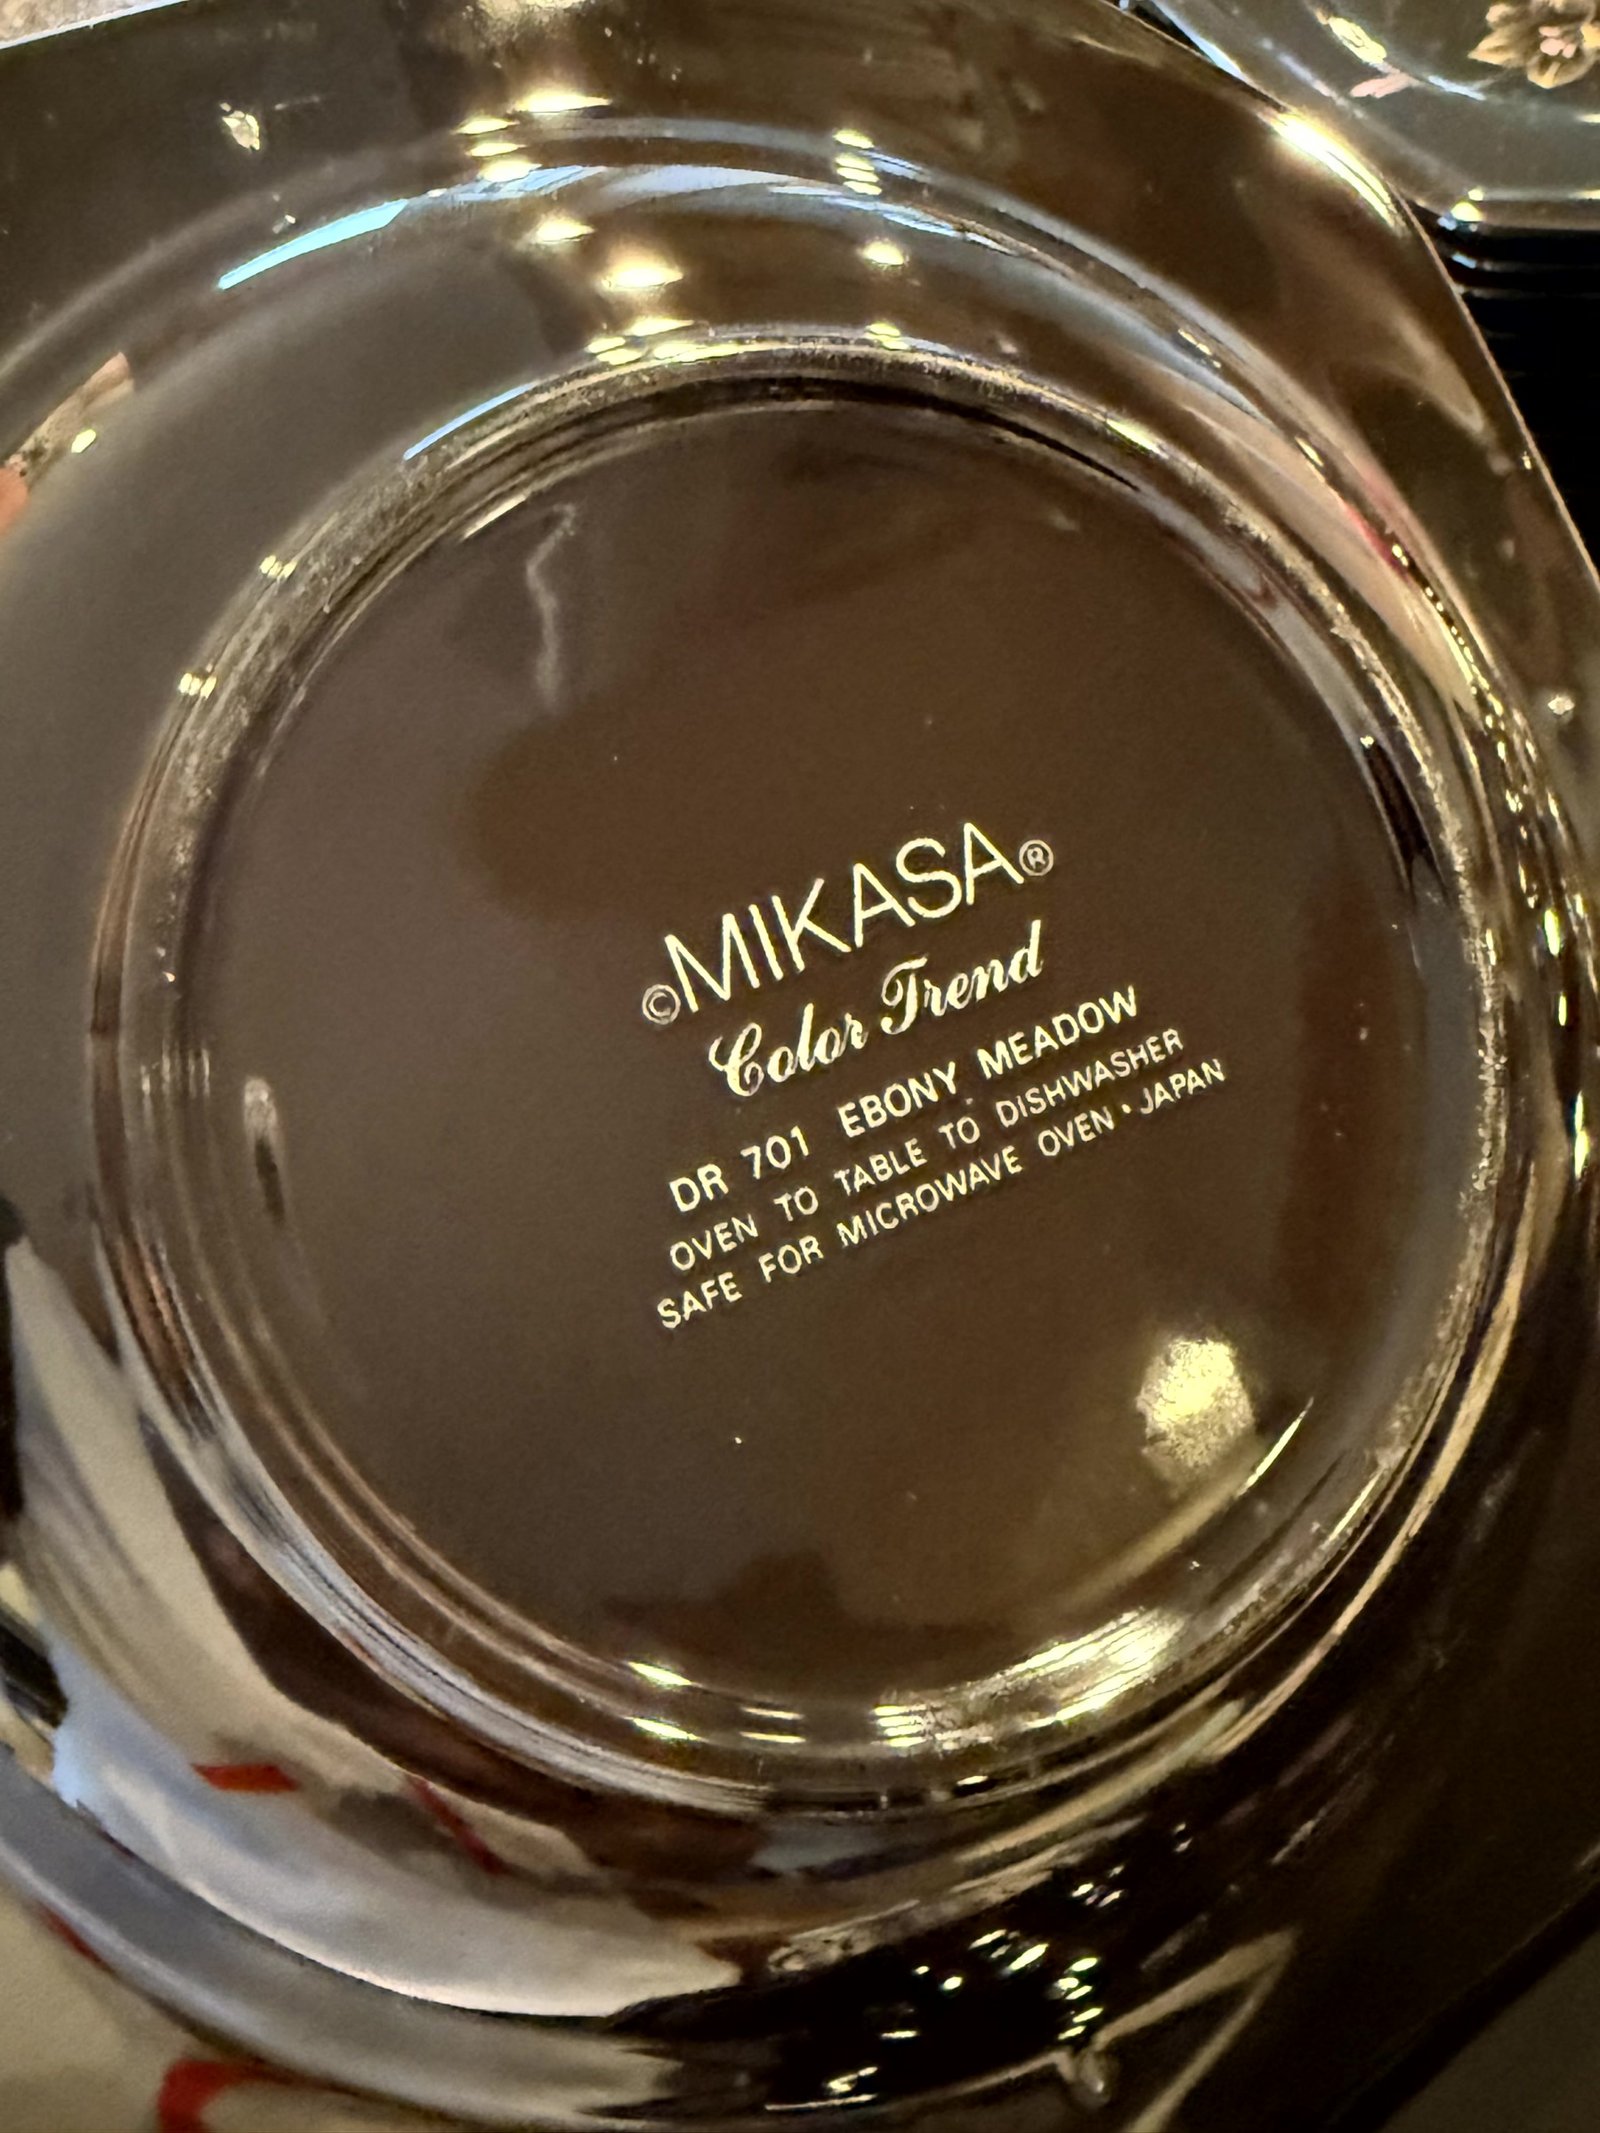 ©MIKASA®
Color Trend
DR 701 EBONY MEADOW
OVEN TO TABLE TO DISHWASHER
SAFE FOR MICROWAVE OVEN • JAPAN